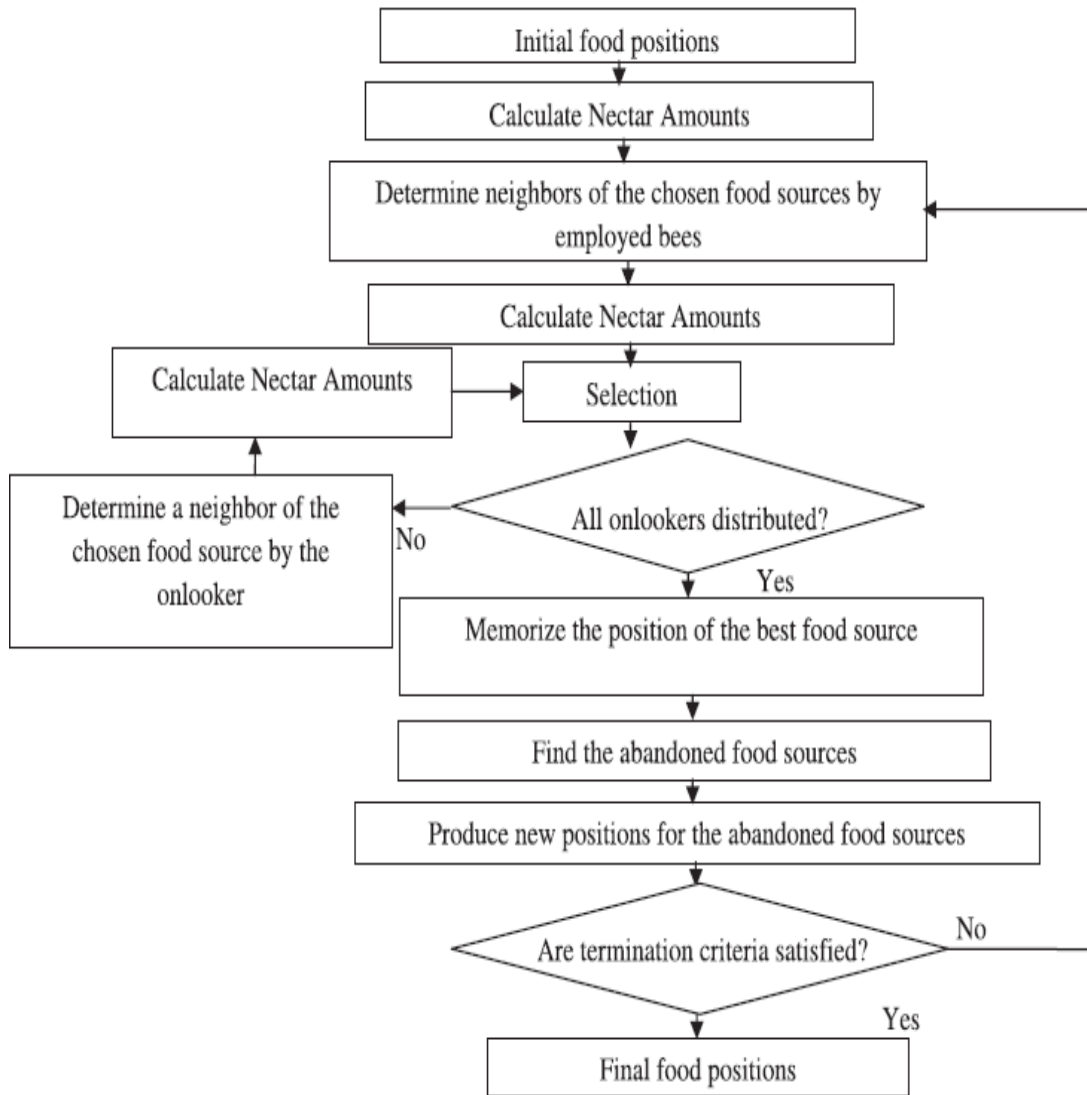 Initial food positions
Calculate Nectar Amounts
Determine neighbors of the chosen food sources by
employed bees
Calculate Nectar Amounts
Calculate Nectar Amounts
Selection
Determine a neighbor of the
chosen food source by the
onlooker
No
All onlookers distributed?
Yes
Memorize the position of the best food source
Find the abandoned food sources
Produce new positions for the abandoned food sources
Are termination criteria satisfied?
No
Yes
Final food positions